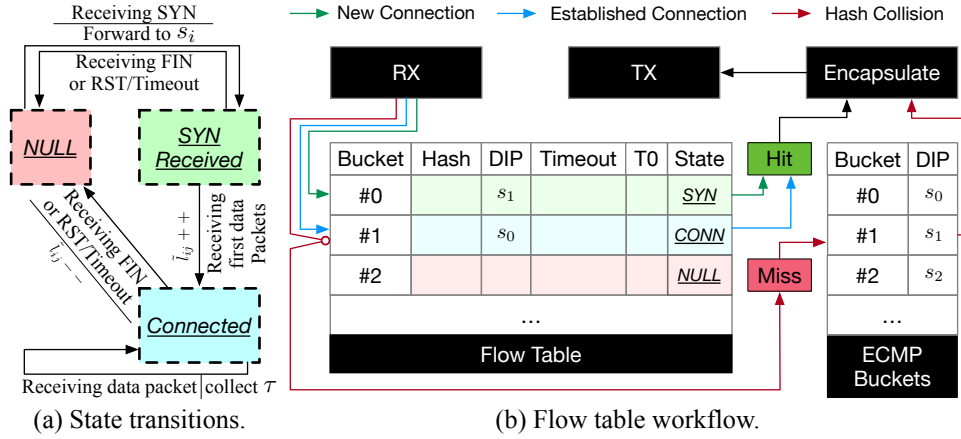 Receiving SYN
Forward to s_i
Receiving FIN
or RST/Timeout
NULL
SYN
Received
l̃_ij ++
Receiving
first data
Packets
Receiving FIN
or RST/Timeout
l̃_ij --
Connected
Receiving data packet collect τ
(a) State transitions.
New Connection
Established Connection
Hash Collision
RX
TX
Encapsulate
Bucket Hash DIP Timeout T0 State
#0 s_1 SYN
#1 s_0 CONN
#2 NULL
...
Flow Table
Hit
Miss
Bucket DIP
#0 s_0
#1 s_1
#2 s_2
...
ECMP
Buckets
(b) Flow table workflow.